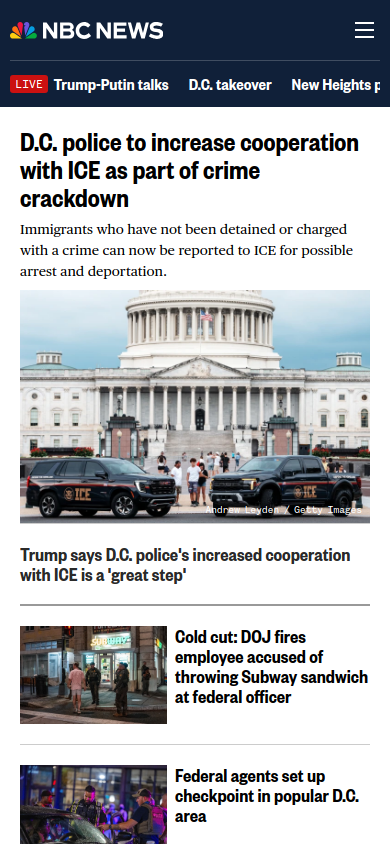 NBC NEWS
LIVE Trump-Putin talks D.C. takeover New Heights p
D.C. police to increase cooperation
with ICE as part of crime
crackdown
Immigrants who have not been detained or charged
with a crime can now be reported to ICE for possible
arrest and deportation.
ICE ICE
Andrew Leyden / Getty Images
Trump says D.C. police's increased cooperation
with ICE is a 'great step'
Cold cut: DOJ fires
employee accused of
throwing Subway sandwich
at federal officer
Federal agents set up
checkpoint in popular D.C.
area